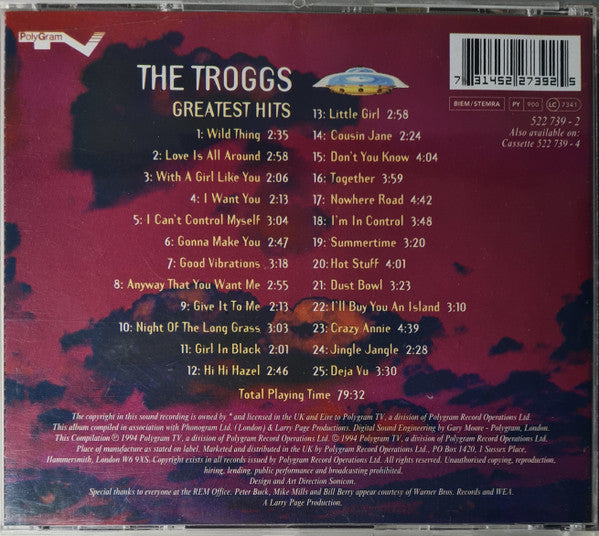 PolyGram
TV
THE TROGGS
GREATEST HITS
1: Wild Thing 2:35
2: Love Is All Around 2:58
3: With A Girl Like You 2:06
4: I Want You 2:13
5: I Can't Control Myself 3:04
6: Gonna Make You 2:47
7: Good Vibrations 3:18
8: Anyway That You Want Me 2:55
9: Give It To Me 2:13
10: Night Of The Long Grass 3:03
11: Girl In Black 2:01
12: Hi Hi Hazel 2:46
13: Little Girl 2:58
14: Cousin Jane 2:24
15: Don't You Know 4:04
16: Together 3:59
17: Nowhere Road 4:42
18: I'm In Control 3:48
19: Summertime 3:20
20: Hot Stuff 4:01
21: Dust Bowl 3:23
22: I'll Buy You An Island 3:10
23: Crazy Annie 4:39
24: Jingle Jangle 2:28
25: Deja Vu 3:30
Total Playing Time 79:32
7 31452 27392 5
BIEM/STEMRA
PY 900
LC 7341
522 739 - 2
Also available on:
Cassette 522 739 - 4
The copyright in this sound recording is owned by * and licensed in the UK and Eire to Polygram TV, a division of Polygram Record Operations Ltd.
This album compiled in association with Phonogram Ltd. (London) & Larry Page Productions. Digital Sound Engineering by Gary Moore - Polygram, London.
This Compilation ℗ 1994 Polygram TV, a division of Polygram Record Operations Ltd. © 1994 Polygram TV, a division of Polygram Record Operations Ltd.
Place of manufacture as stated on label. Marketed and distributed in the UK by Polygram Record Operations Ltd., PO Box 1420, 1 Sussex Place,
Hammersmith, London W6 9XS. Copyright exists in all recordings issued by Polygram Record Operations Ltd. All rights reserved. Unauthorised copying, reproduction,
hiring, lending, public performance and broadcasting prohibited.
Design and Art Direction Sonicon.
Special thanks to everyone at the REM Office. Peter Buck, Mike Mills and Bill Berry appear courtesy of Warner Bros. Records and WEA.
A Larry Page Production.